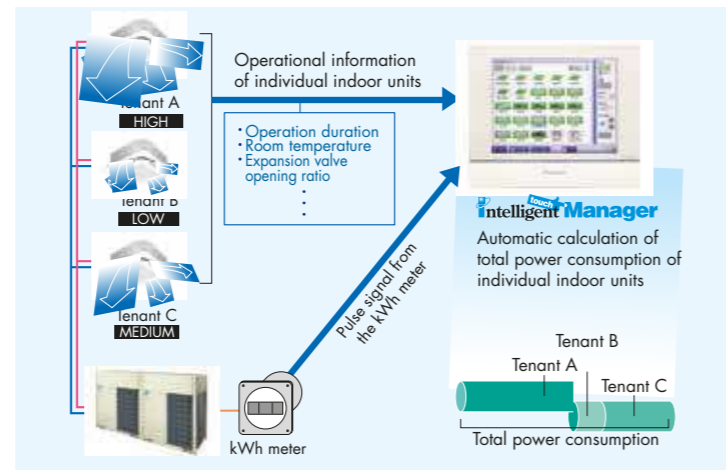 Tenant A
HIGH
Tenant B
LOW
Tenant C
MEDIUM
Operational information
of individual indoor units
・Operation duration
・Room temperature
・Expansion valve
opening ratio
Pulse signal from
the kWh meter
kWh meter
intelligent touch Manager
Automatic calculation of
total power consumption of
individual indoor units
Tenant B
Tenant A
Tenant C
Total power consumption